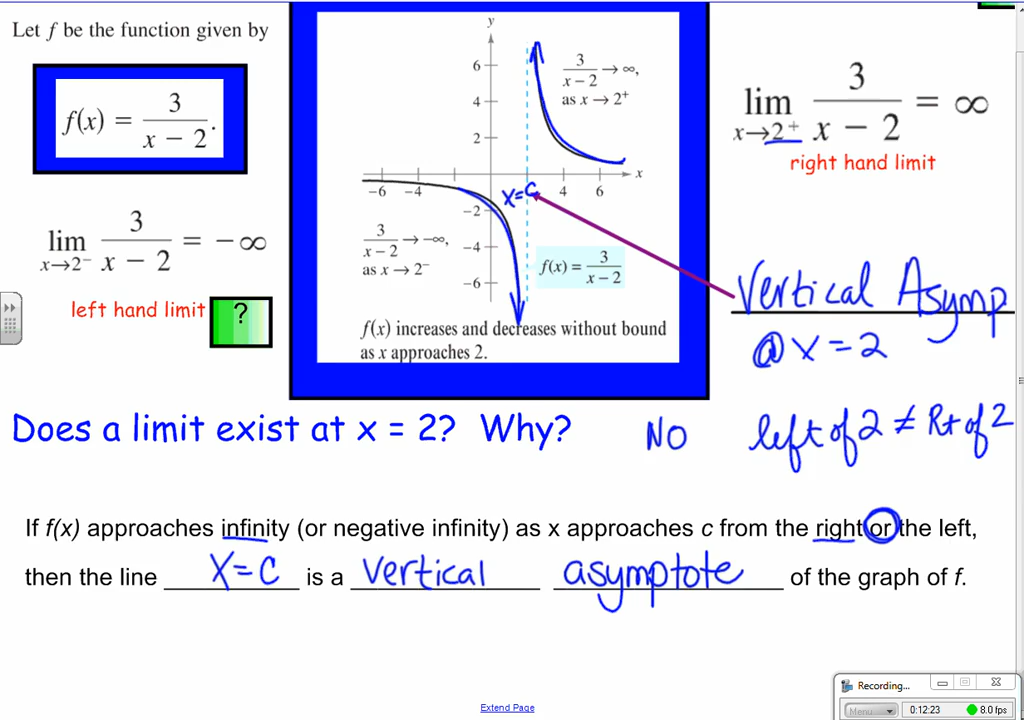 Let f be the function given by
f(x) = 3/(x − 2).
lim x→2⁻ 3/(x − 2) = −∞
left hand limit
?
y
6
4
2
−2
−4
−6
−6 −4 4 6 x
3/(x−2) → ∞,
as x → 2⁺
x=c
3/(x−2) → −∞,
as x → 2⁻
f(x) = 3/(x − 2)
f(x) increases and decreases without bound
as x approaches 2.
lim x→2⁺ 3/(x − 2) = ∞
right hand limit
Vertical Asymp
@ x = 2
Does a limit exist at x = 2? Why? NO
left of 2 ≠ Rt of 2
If f(x) approaches infinity (or negative infinity) as x approaches c from the right or the left,
then the line x=c is a vertical asymptote of the graph of f.
Extend Page
Recording...
Menu 0:12:23 8.0 fps